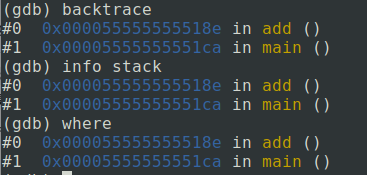 (gdb) backtrace
#0  0x000055555555518e in add ()
#1  0x00005555555551ca in main ()
(gdb) info stack
#0  0x000055555555518e in add ()
#1  0x00005555555551ca in main ()
(gdb) where
#0  0x000055555555518e in add ()
#1  0x00005555555551ca in main ()